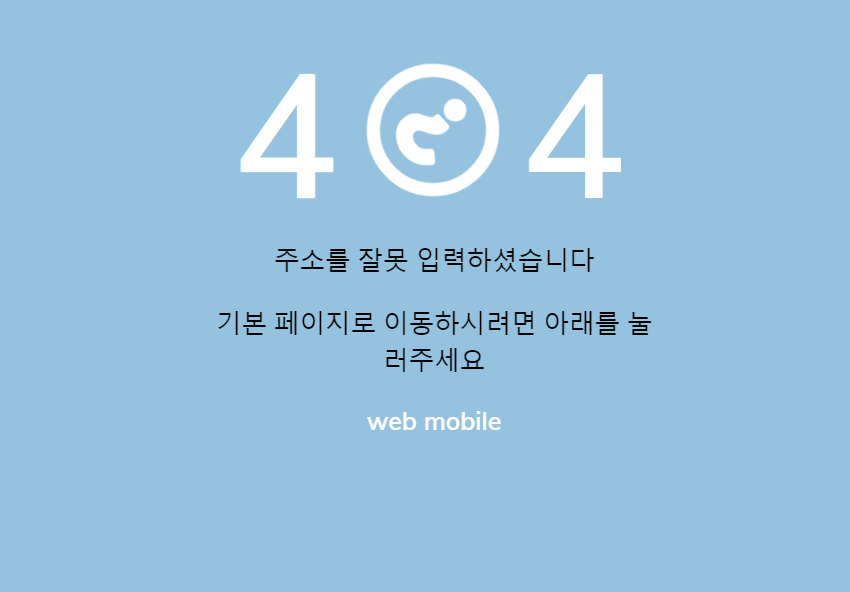 404
주소를 잘못 입력하셨습니다
기본 페이지로 이동하시려면 아래를 눌
러주세요
web mobile